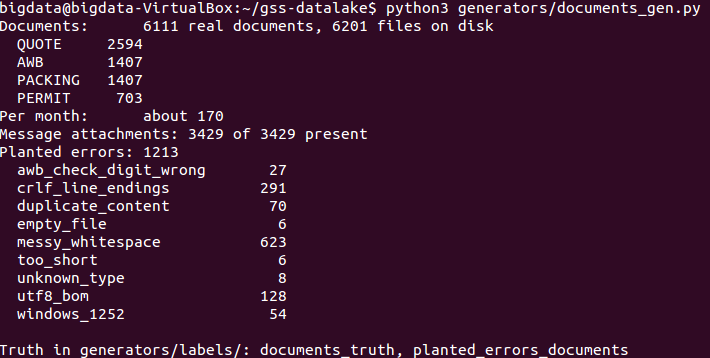 bigdata@bigdata-VirtualBox:~/gss-datalake$ python3 generators/documents_gen.py
Documents:      6111 real documents, 6201 files on disk
  QUOTE     2594
  AWB       1407
  PACKING   1407
  PERMIT     703
Per month:      about 170
Message attachments: 3429 of 3429 present
Planted errors: 1213
  awb_check_digit_wrong       27
  crlf_line_endings          291
  duplicate_content           70
  empty_file                   6
  messy_whitespace           623
  too_short                    6
  unknown_type                 8
  utf8_bom                   128
  windows_1252                54

Truth in generators/labels/: documents_truth, planted_errors_documents